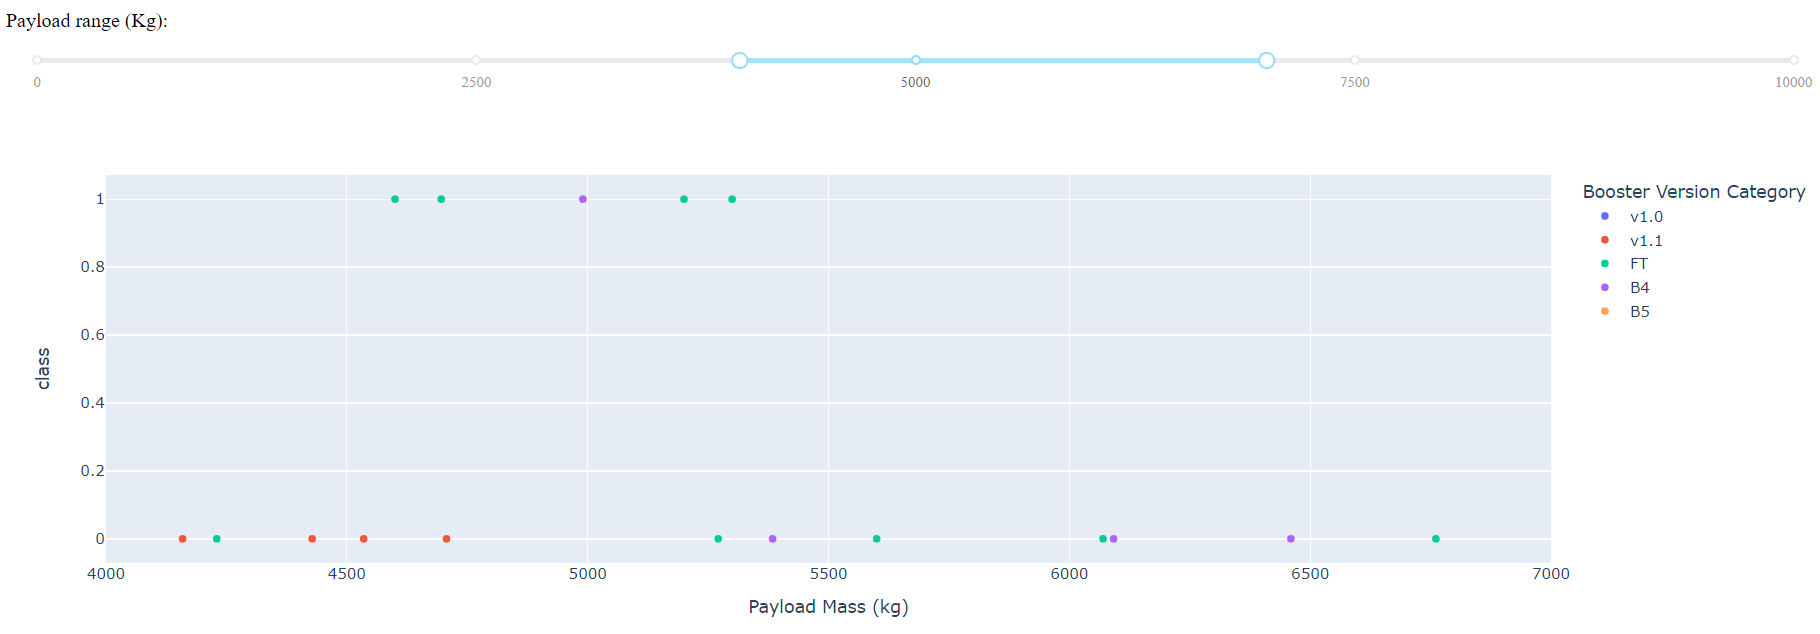 Payload range (Kg):
0 2500 5000 7500 10000
Booster Version Category
v1.0
v1.1
FT
B4
B5
class
1
0.8
0.6
0.4
0.2
0
4000 4500 5000 5500 6000 6500 7000
Payload Mass (kg)